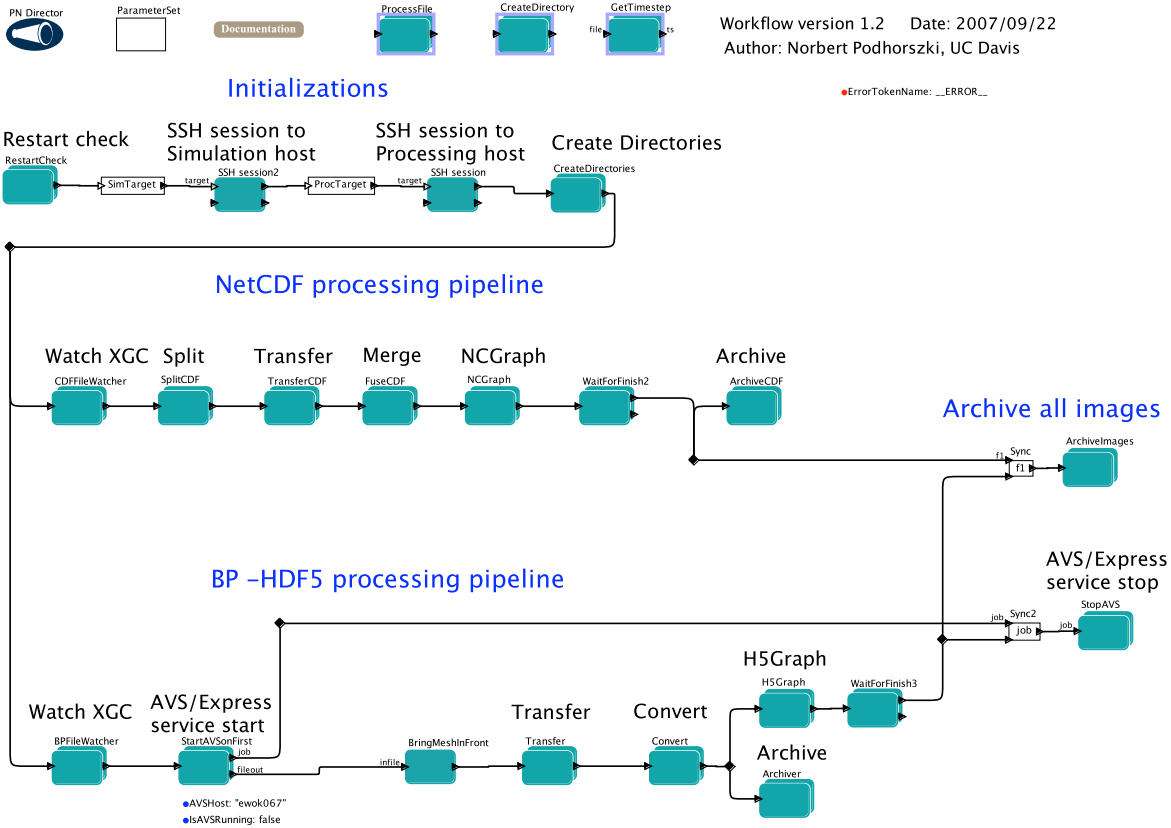 PN Director
ParameterSet
Documentation
ProcessFile
CreateDirectory
GetTimestep
file
ts
Workflow version 1.2 Date: 2007/09/22
Author: Norbert Podhorszki, UC Davis
Initializations
ErrorTokenName: __ERROR__
Restart check
SSH session to
Simulation host
SSH session to
Processing host
Create Directories
RestartCheck
SimTarget
target
SSH session2
ProcTarget
target
SSH session
CreateDirectories
NetCDF processing pipeline
Watch XGC
Split
Transfer
Merge
NCGraph
Archive
CDFFileWatcher
SplitCDF
TransferCDF
FuseCDF
NCGraph
WaitForFinish2
ArchiveCDF
Archive all images
f1
Sync
f1
ArchiveImages
BP -HDF5 processing pipeline
AVS/Express
service stop
job
Sync2
job
job
StopAVS
H5Graph
H5Graph
WaitForFinish3
Watch XGC
AVS/Express
service start
Transfer
Convert
BPFileWatcher
StartAVSonFirst
job
fileout
infile
BringMeshInFront
Transfer
Convert
Archive
Archiver
AVSHost: "ewok067"
IsAVSRunning: false